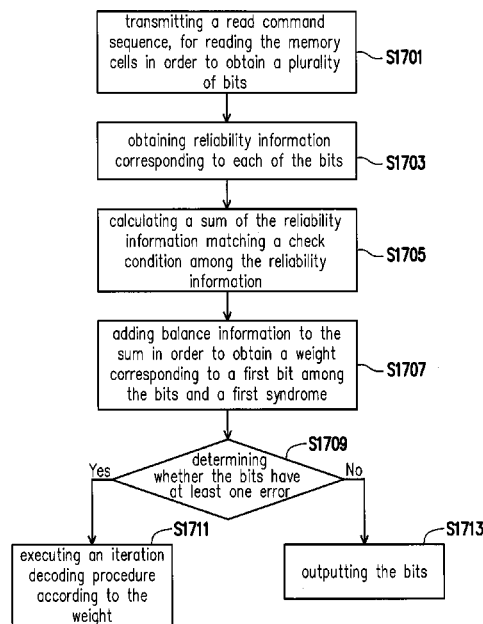 transmitting a read command
sequence, for reading the memory
cells in order to obtain a plurality
of bits
S1701
obtaining reliability information
corresponding to each of the bits
S1703
calculating a sum of the reliability
information matching a check
condition among the reliability
information
S1705
adding balance information to the
sum in order to obtain a weight
corresponding to a first bit among
the bits and a first syndrome
S1707
S1709
determining
whether the bits have
at least one error
Yes
No
S1711
executing an iteration
decoding procedure
according to the
weight
S1713
outputting the bits